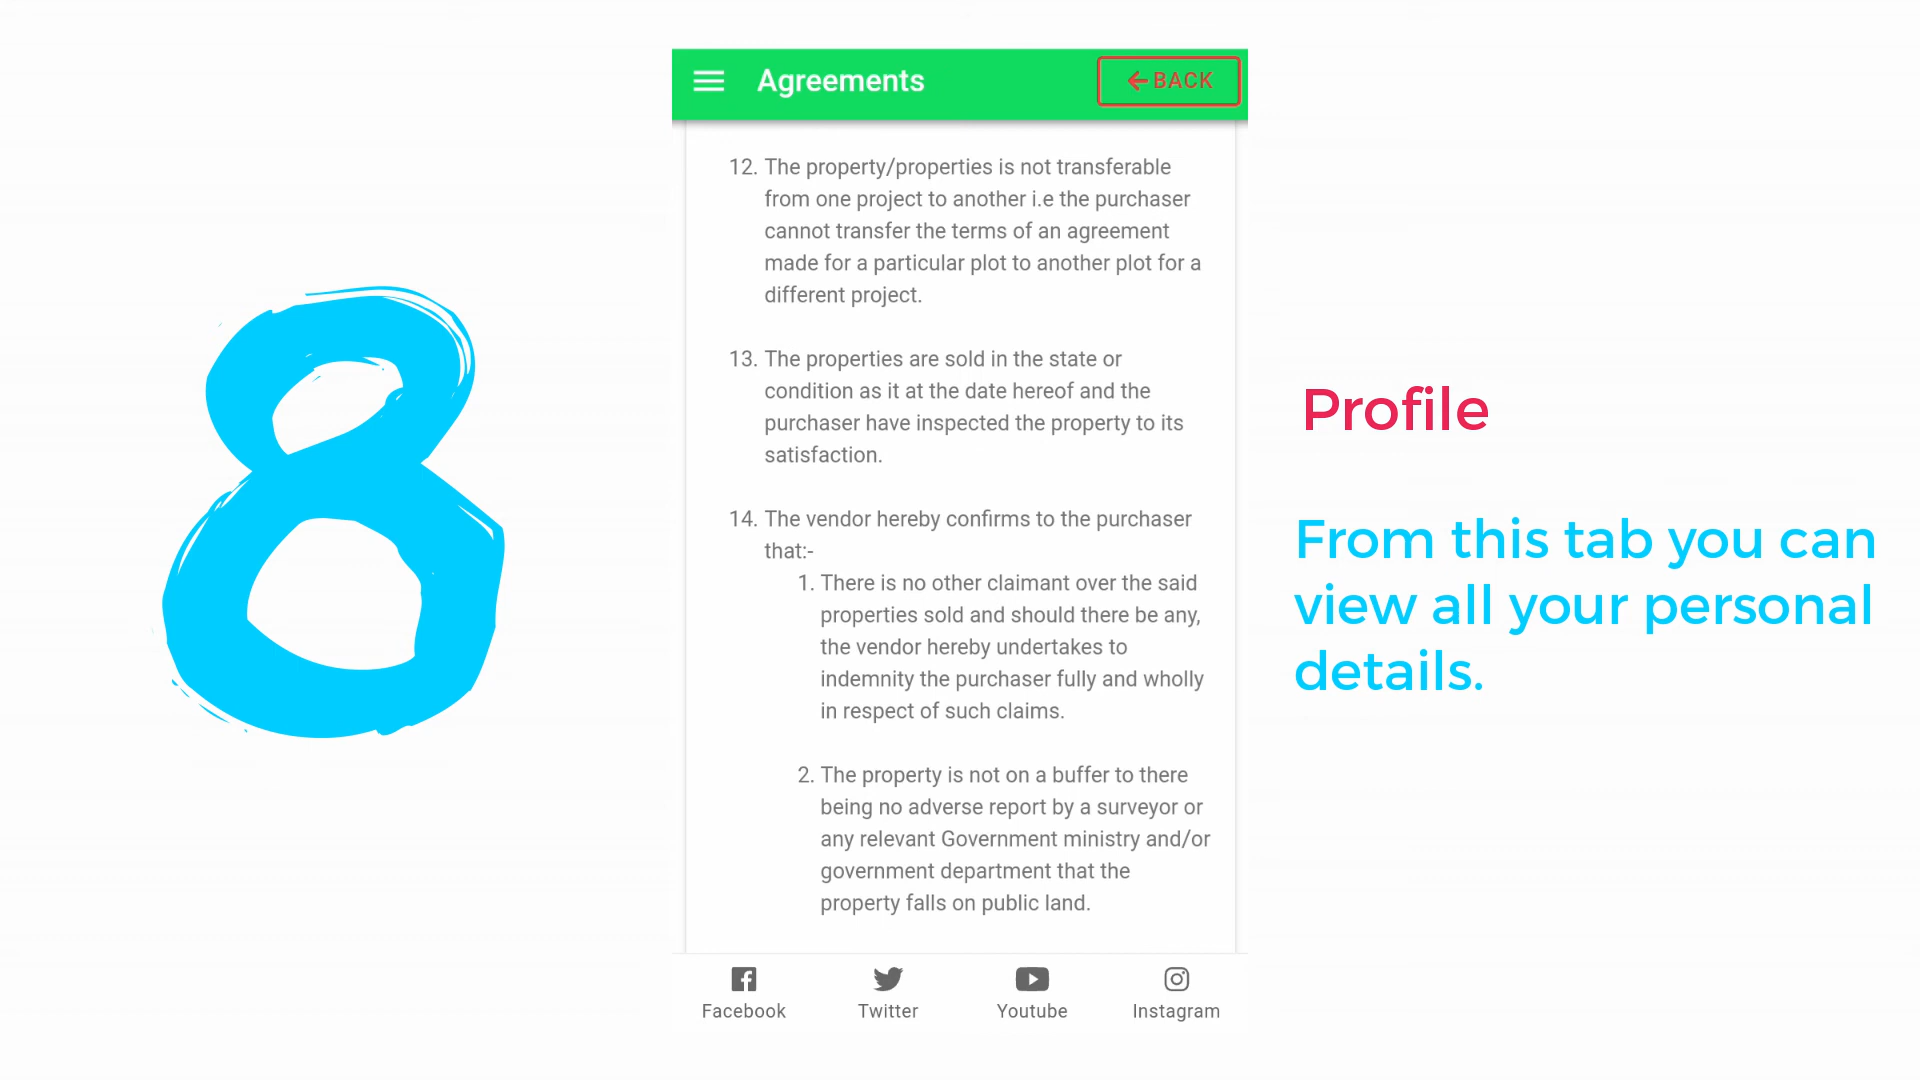 8
Agreements
BACK
12. The property/properties is not transferable
from one project to another i.e the purchaser
cannot transfer the terms of an agreement
made for a particular plot to another plot for a
different project.
13. The properties are sold in the state or
condition as it at the date hereof and the
purchaser have inspected the property to its
satisfaction.
14. The vendor hereby confirms to the purchaser
that:-
1. There is no other claimant over the said
properties sold and should there be any,
the vendor hereby undertakes to
indemnity the purchaser fully and wholly
in respect of such claims.
2. The property is not on a buffer to there
being no adverse report by a surveyor or
any relevant Government ministry and/or
government department that the
property falls on public land.
Facebook
Twitter
Youtube
Instagram
Profile
From this tab you can
view all your personal
details.